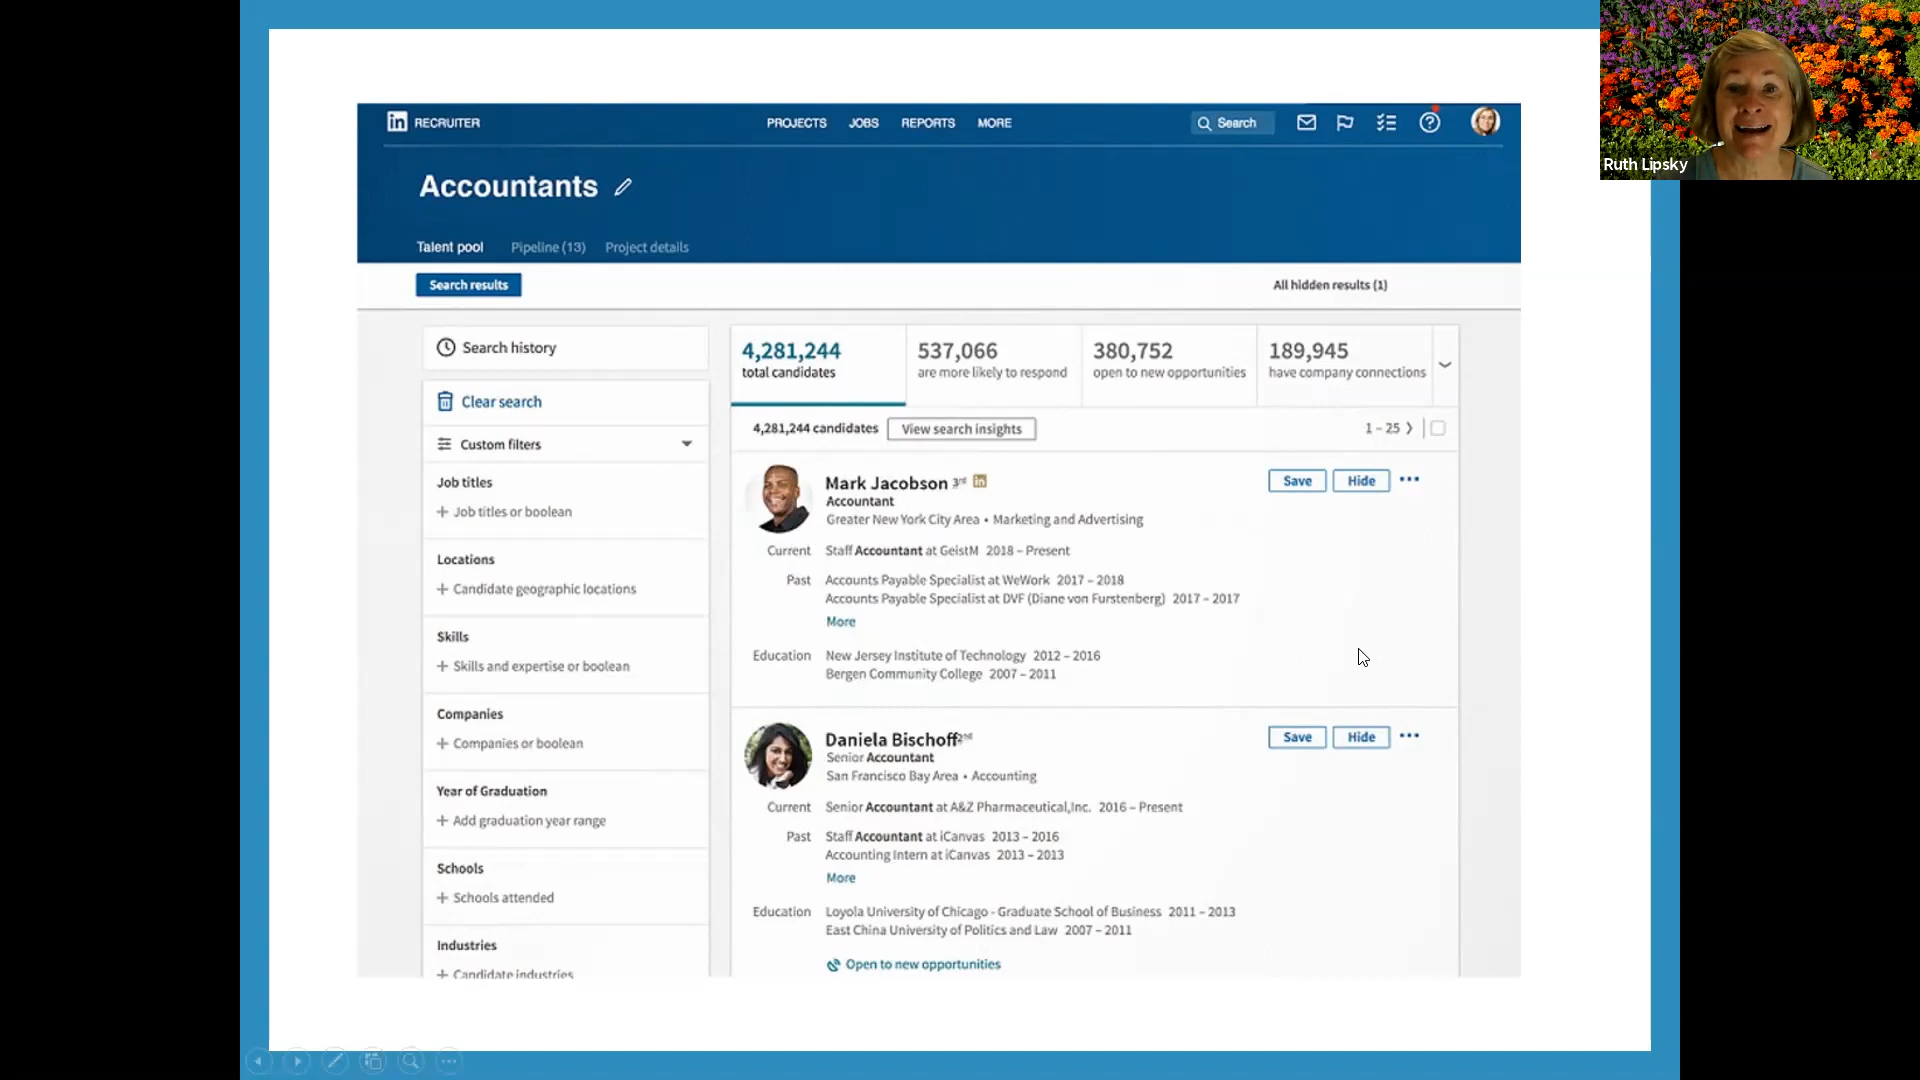 in RECRUITER
PROJECTS JOBS REPORTS MORE
Search
Ruth Lipsky
Accountants
Talent pool Pipeline (13) Project details
Search results
All hidden results (1)
Search history
Clear search
Custom filters
Job titles
+ Job titles or boolean
Locations
+ Candidate geographic locations
Skills
+ Skills and expertise or boolean
Companies
+ Companies or boolean
Year of Graduation
+ Add graduation year range
Schools
+ Schools attended
Industries
+ Candidate industries
4,281,244
total candidates
537,066
are more likely to respond
380,752
open to new opportunities
189,945
have company connections
4,281,244 candidates View search insights
1 – 25
Mark Jacobson 3rd in
Save Hide
Accountant
Greater New York City Area • Marketing and Advertising
Current Staff Accountant at GeistM 2018 – Present
Past Accounts Payable Specialist at WeWork 2017 – 2018
Accounts Payable Specialist at DVF (Diane von Furstenberg) 2017 – 2017
More
Education New Jersey Institute of Technology 2012 – 2016
Bergen Community College 2007 – 2011
Daniela Bischoff 2nd
Save Hide
Senior Accountant
San Francisco Bay Area • Accounting
Current Senior Accountant at A&Z Pharmaceutical,Inc. 2016 – Present
Past Staff Accountant at iCanvas 2013 – 2016
Accounting Intern at iCanvas 2013 – 2013
More
Education Loyola University of Chicago - Graduate School of Business 2011 – 2013
East China University of Politics and Law 2007 – 2011
Open to new opportunities